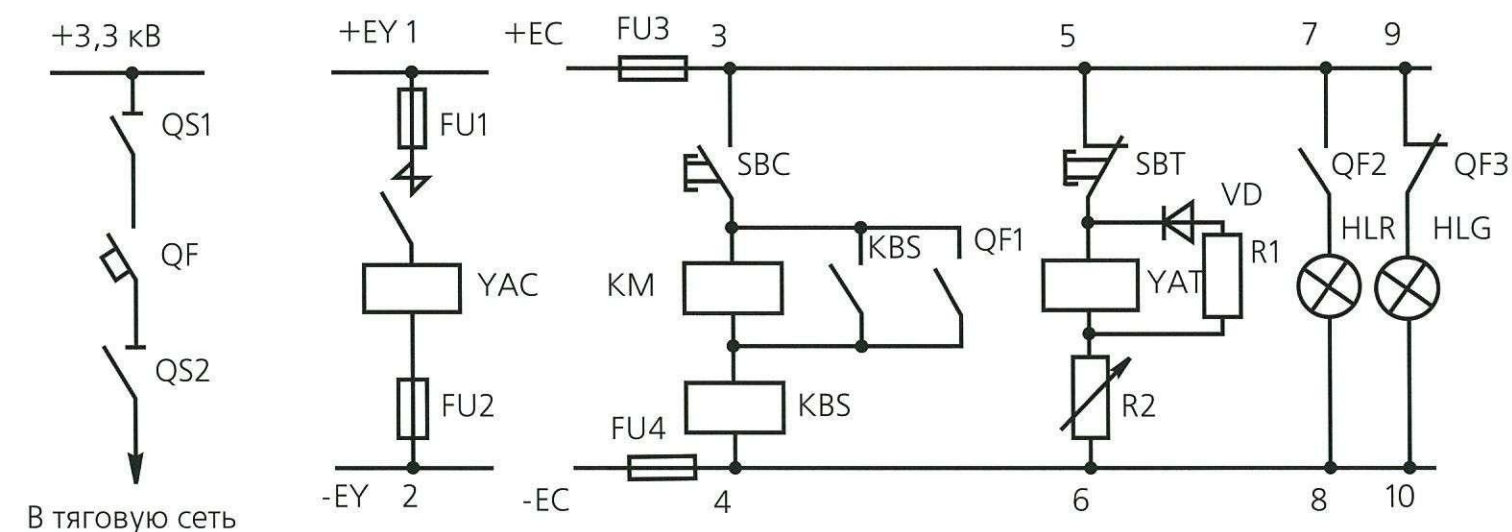 +3,3 кВ
QS1
QF
QS2
В тяговую сеть
+EY 1
FU1
YAC
FU2
-EY 2
+EC FU3 3 5 7 9
SBC
KM
KBS
QF1
KBS
FU4
-EC 4 6 8 10
SBT
VD
R1
YAT
R2
QF2
HLR
QF3
HLG